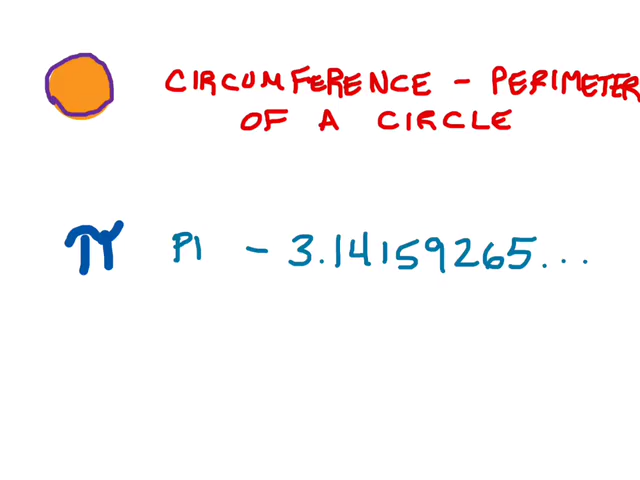 CIRCUMFERENCE - PERIMETER
OF A CIRCLE
π PI - 3.14159265...